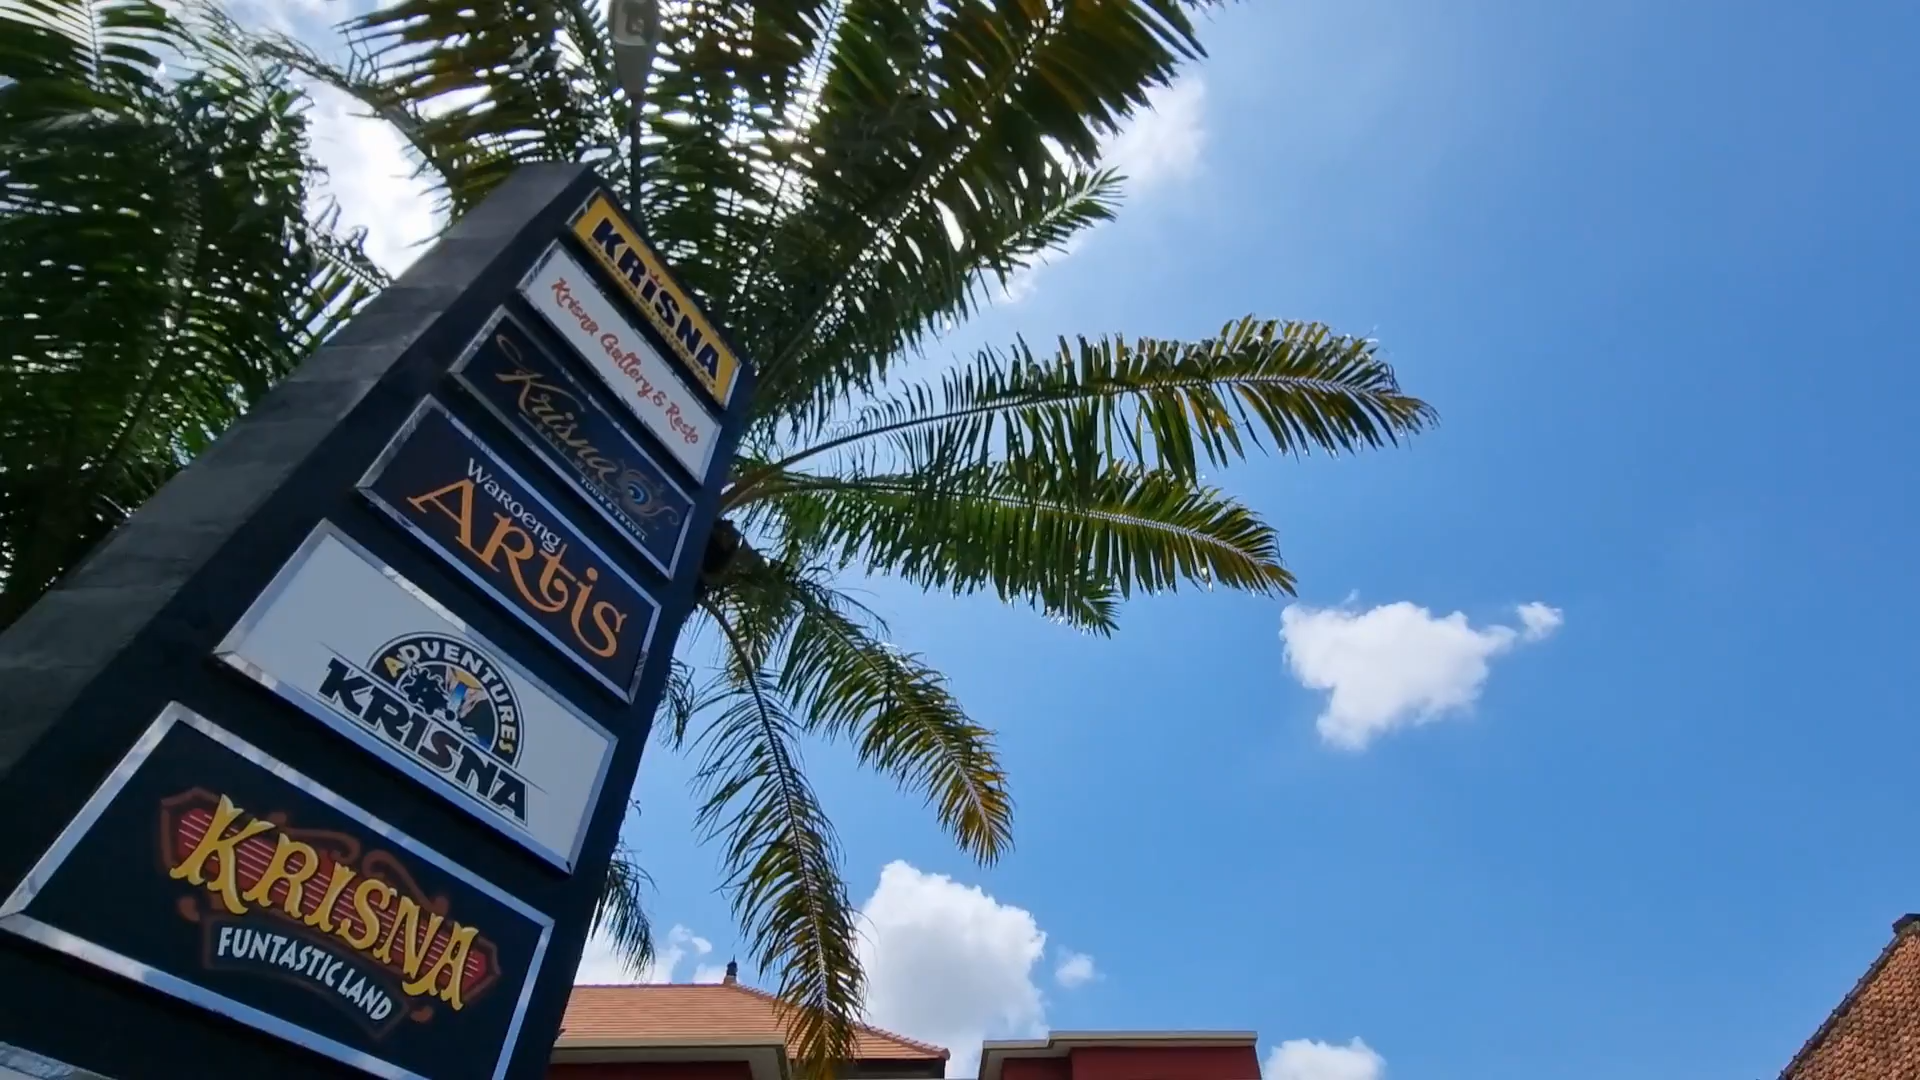 KRiSNA
Krisna Gallery & Resto
Krisna
TOUR & TRAVEL
waroeng
ARtis
ADVENTURES
KRISNA
KRISNA
FUNTASTIC LAND